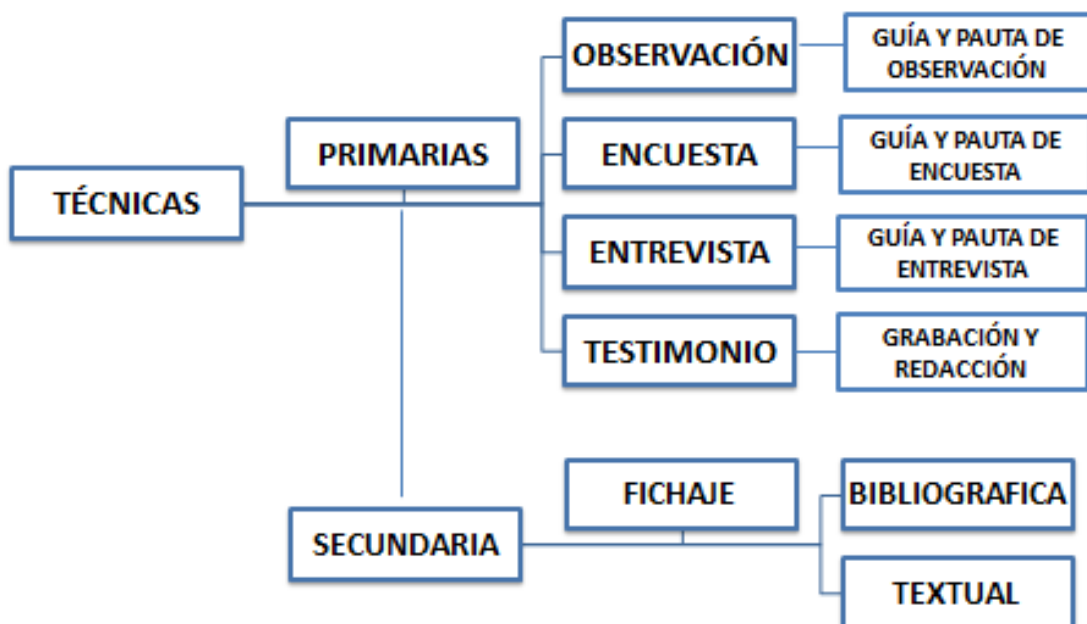 TÉCNICAS
PRIMARIAS
OBSERVACIÓN
GUÍA Y PAUTA DE
OBSERVACIÓN
ENCUESTA
GUÍA Y PAUTA DE
ENCUESTA
ENTREVISTA
GUÍA Y PAUTA DE
ENTREVISTA
TESTIMONIO
GRABACIÓN Y
REDACCIÓN
SECUNDARIA
FICHAJE
BIBLIOGRAFICA
TEXTUAL